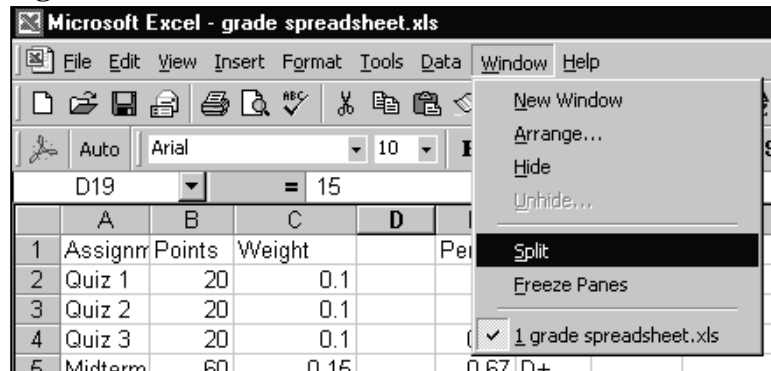 Microsoft Excel - grade spreadsheet.xls
File Edit View Insert Format Tools Data Window Help
New Window
ABC
Arrange...
Auto Arial 10
Hide
D19 = 15
Unhide...
A B C D
1 Assignm Points Weight Per
Split
2 Quiz 1 20 0.1
Freeze Panes
3 Quiz 2 20 0.1
4 Quiz 3 20 0.1
1 grade spreadsheet.xls
5 Midterm 60 0.15 0.67 D+